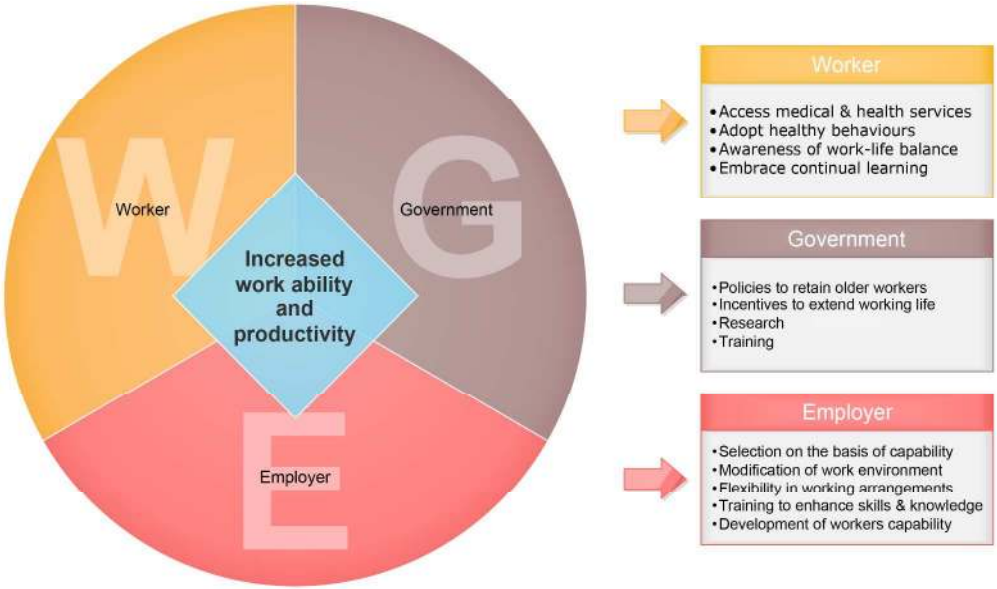 W
Worker
G
Government
Increased
work ability
and
productivity
E
Employer
Worker
•Access medical & health services
•Adopt healthy behaviours
•Awareness of work-life balance
•Embrace continual learning
Government
•Policies to retain older workers
•Incentives to extend working life
•Research
•Training
Employer
•Selection on the basis of capability
•Modification of work environment
•Flexibility in working arrangements
•Training to enhance skills & knowledge
•Development of workers capability